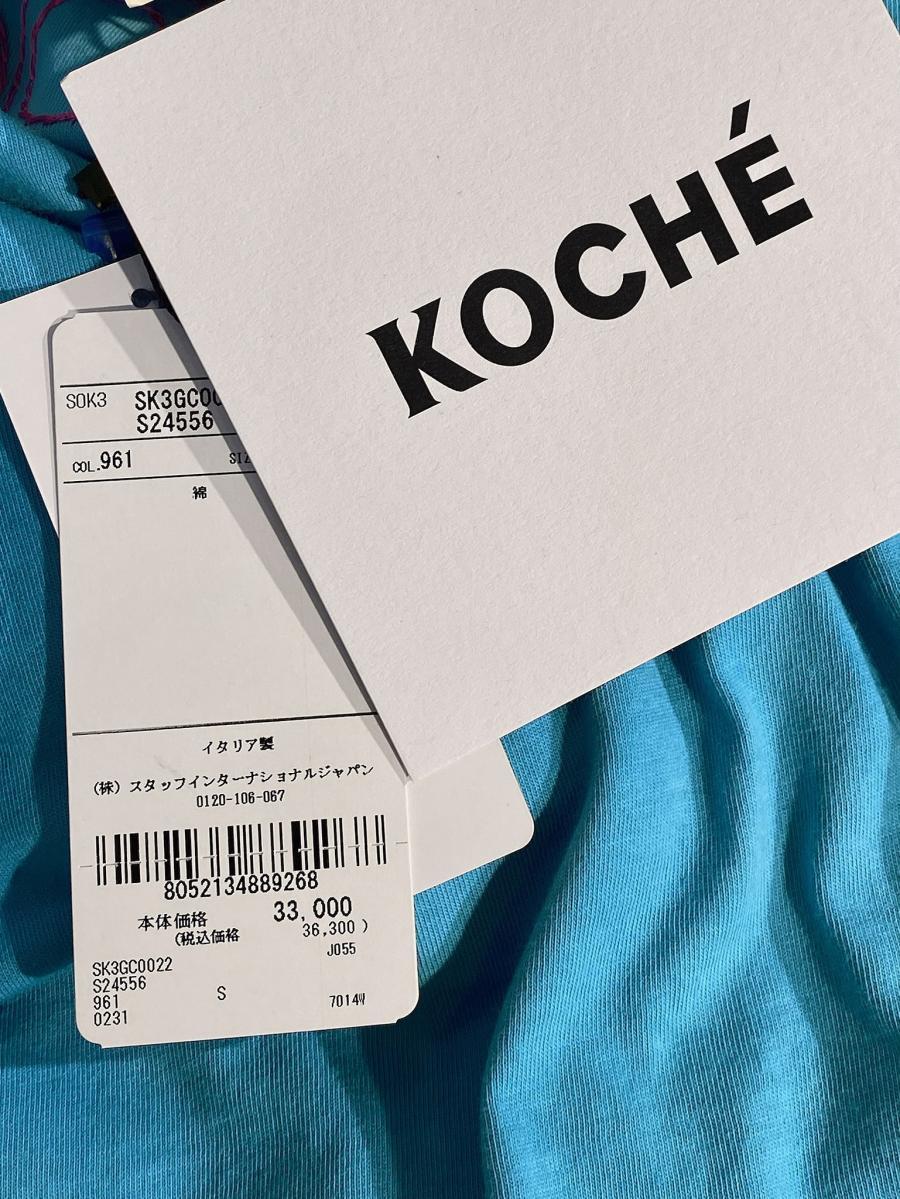 KOCHÉ
SOK3 SK3GC00
S24556
COL.961 SIZ
綿
イタリア製
(株) スタッフインターナショナルジャパン
0120-106-067
8052134889268
本体価格 33,000
(税込価格 36,300 )
J055
SK3GC0022
S24556
961 S 7014W
0231